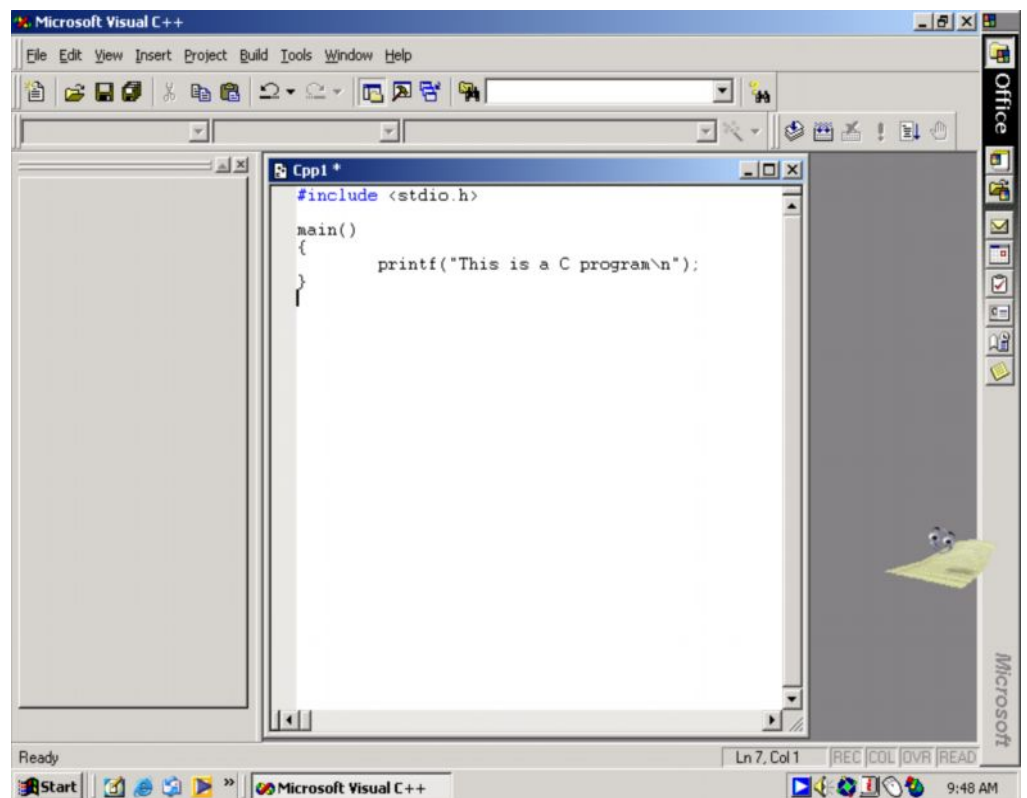 Microsoft Visual C++
File Edit View Insert Project Build Tools Window Help
Office
Cpp1 *
#include <stdio.h>
main()
{
printf("This is a C program\n");
}
Microsoft
Ready
Ln 7, Col 1 REC COL OVR READ
Start » Microsoft Visual C++ 9:48 AM